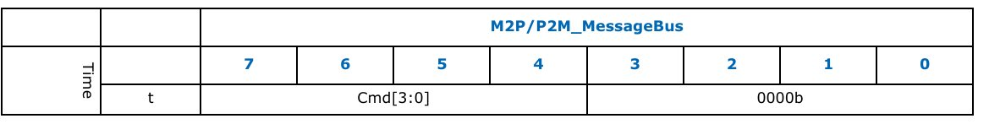 M2P/P2M_MessageBus
Time
7 6 5 4 3 2 1 0
t Cmd[3:0] 0000b